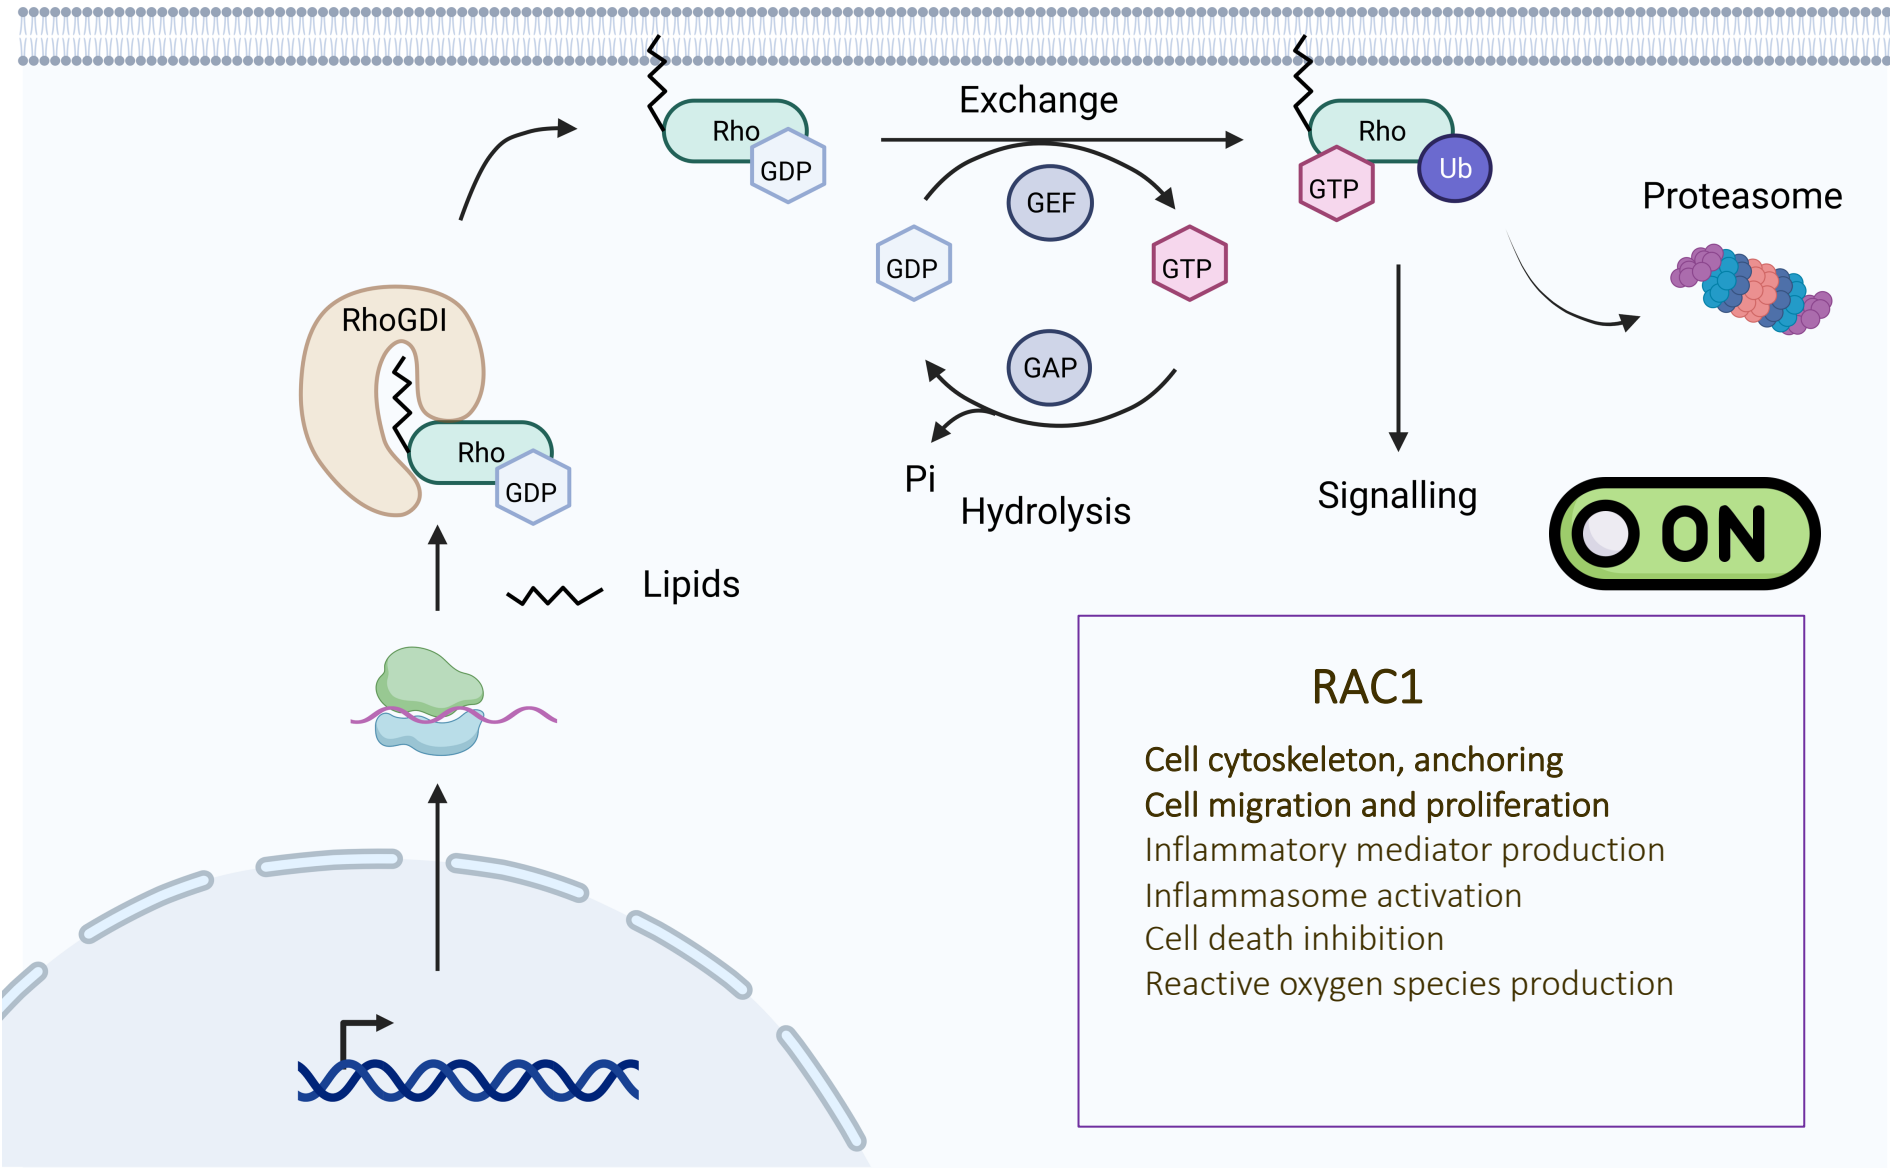 Exchange
Rho
GDP
Rho
GTP
Ub
GEF
GDP
GTP
Proteasome
RhoGDI
GAP
Rho
GDP
Pi
Hydrolysis
Signalling
ON
Lipids
RAC1
Cell cytoskeleton, anchoring
Cell migration and proliferation
Inflammatory mediator production
Inflammasome activation
Cell death inhibition
Reactive oxygen species production